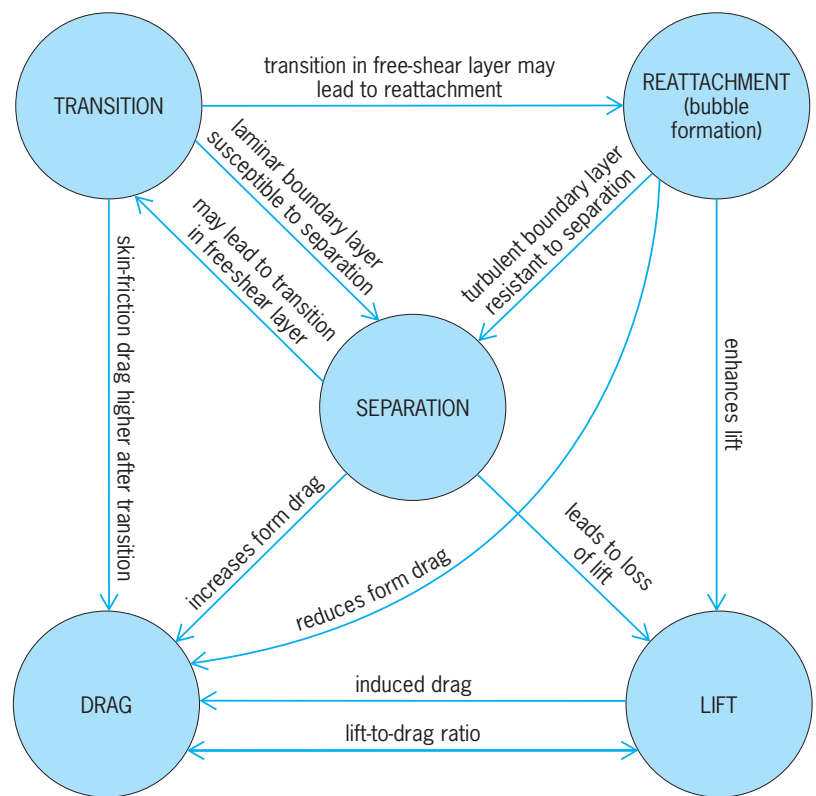 transition in free-shear layer may
lead to reattachment
TRANSITION
REATTACHMENT
(bubble
formation)
laminar boundary layer
susceptible to separation
may lead to transition
in free-shear layer
turbulent boundary layer
resistant to separation
skin-friction drag higher after transition
SEPARATION
enhances lift
increases form drag
reduces form drag
leads to loss
of lift
induced drag
DRAG
LIFT
lift-to-drag ratio